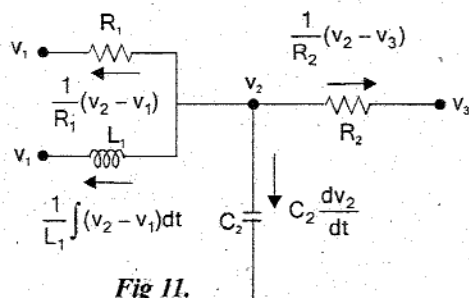 R₁
1/R₂ (v₂ – v₃)
v₁
1/R₁ (v₂ – v₁)
v₂
v₃
L₁
R₂
v₁
1/L₁ ∫(v₂ – v₁)dt
C₂
C₂ dv₂/dt
Fig 11.